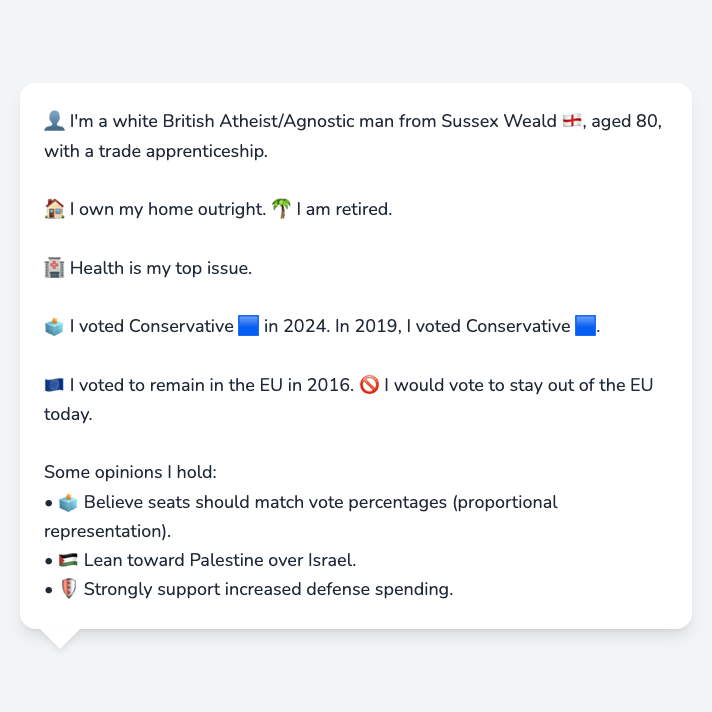 👤 I'm a white British Atheist/Agnostic man from Sussex Weald 🏴󠁧󠁢󠁥󠁮󠁧󠁿, aged 80,
with a trade apprenticeship.
🏠 I own my home outright. 🌴 I am retired.
🏥 Health is my top issue.
🗳️ I voted Conservative 🟦 in 2024. In 2019, I voted Conservative 🟦.
🇪🇺 I voted to remain in the EU in 2016. 🚫 I would vote to stay out of the EU
today.
Some opinions I hold:
• 🗳️ Believe seats should match vote percentages (proportional
representation).
• 🇵🇸 Lean toward Palestine over Israel.
• 🛡️ Strongly support increased defense spending.